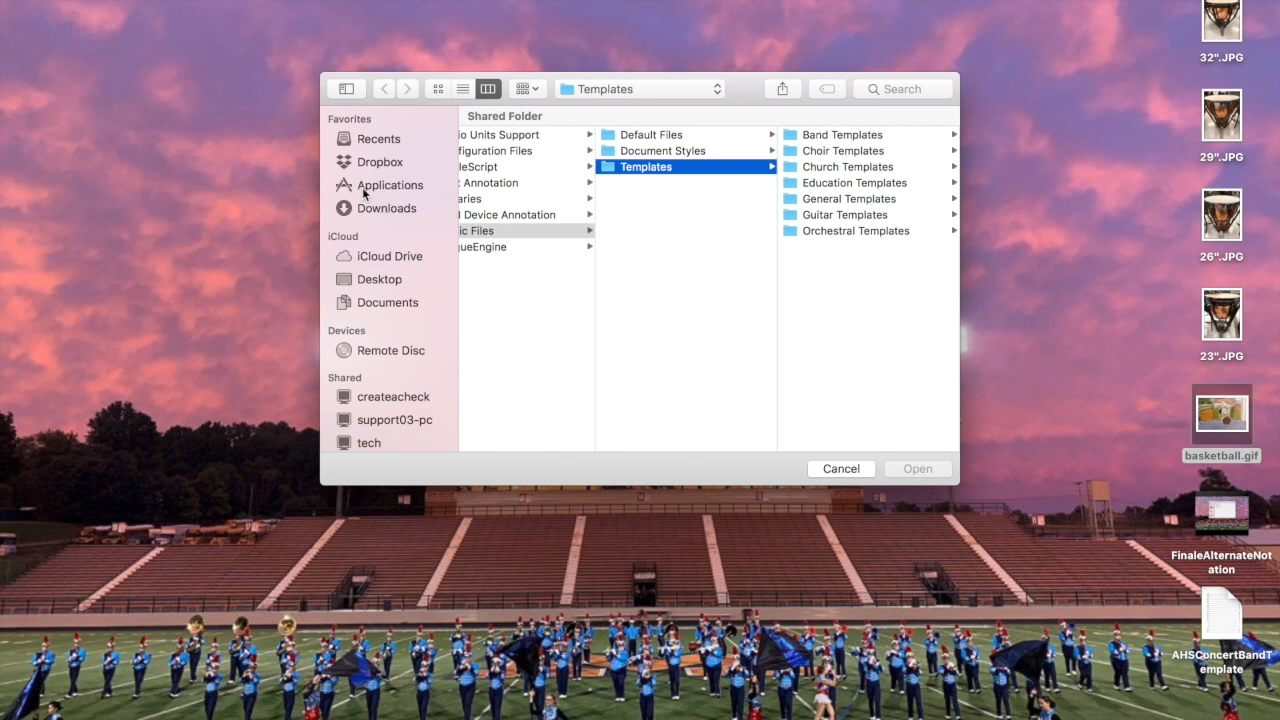 Templates
Search
Favorites
Recents
Dropbox
Applications
Downloads
iCloud
iCloud Drive
Desktop
Documents
Devices
Remote Disc
Shared
createacheck
support03-pc
tech
Shared Folder
io Units Support
figuration Files
leScript
t Annotation
aries
l Device Annotation
ic Files
ueEngine
Default Files
Document Styles
Templates
Band Templates
Choir Templates
Church Templates
Education Templates
General Templates
Guitar Templates
Orchestral Templates
Cancel
Open
32".JPG
29".JPG
26".JPG
23".JPG
basketball.gif
FinaleAlternateNot
ation
AHSConcertBandT
emplate